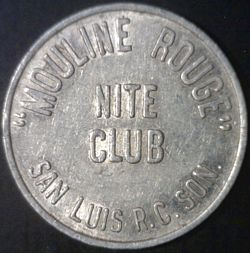 "MOULINE ROUGE"
NITE
CLUB
SAN LUIS R.C. SON.